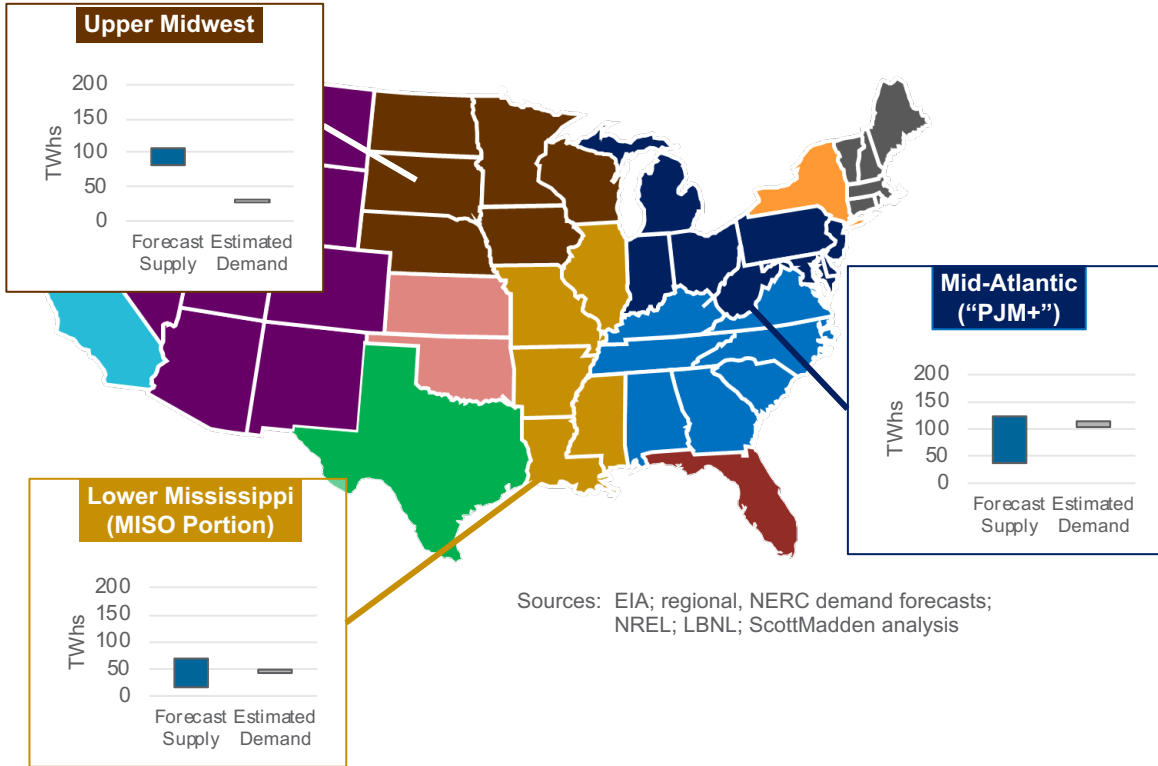 Upper Midwest
200
150
100
50
0
TWhs
Forecast Estimated
Supply Demand
Mid-Atlantic
(“PJM+”)
200
150
100
50
0
TWhs
Forecast Estimated
Supply Demand
Lower Mississippi
(MISO Portion)
200
150
100
50
0
TWhs
Forecast Estimated
Supply Demand
Sources: EIA; regional, NERC demand forecasts;
NREL; LBNL; ScottMadden analysis